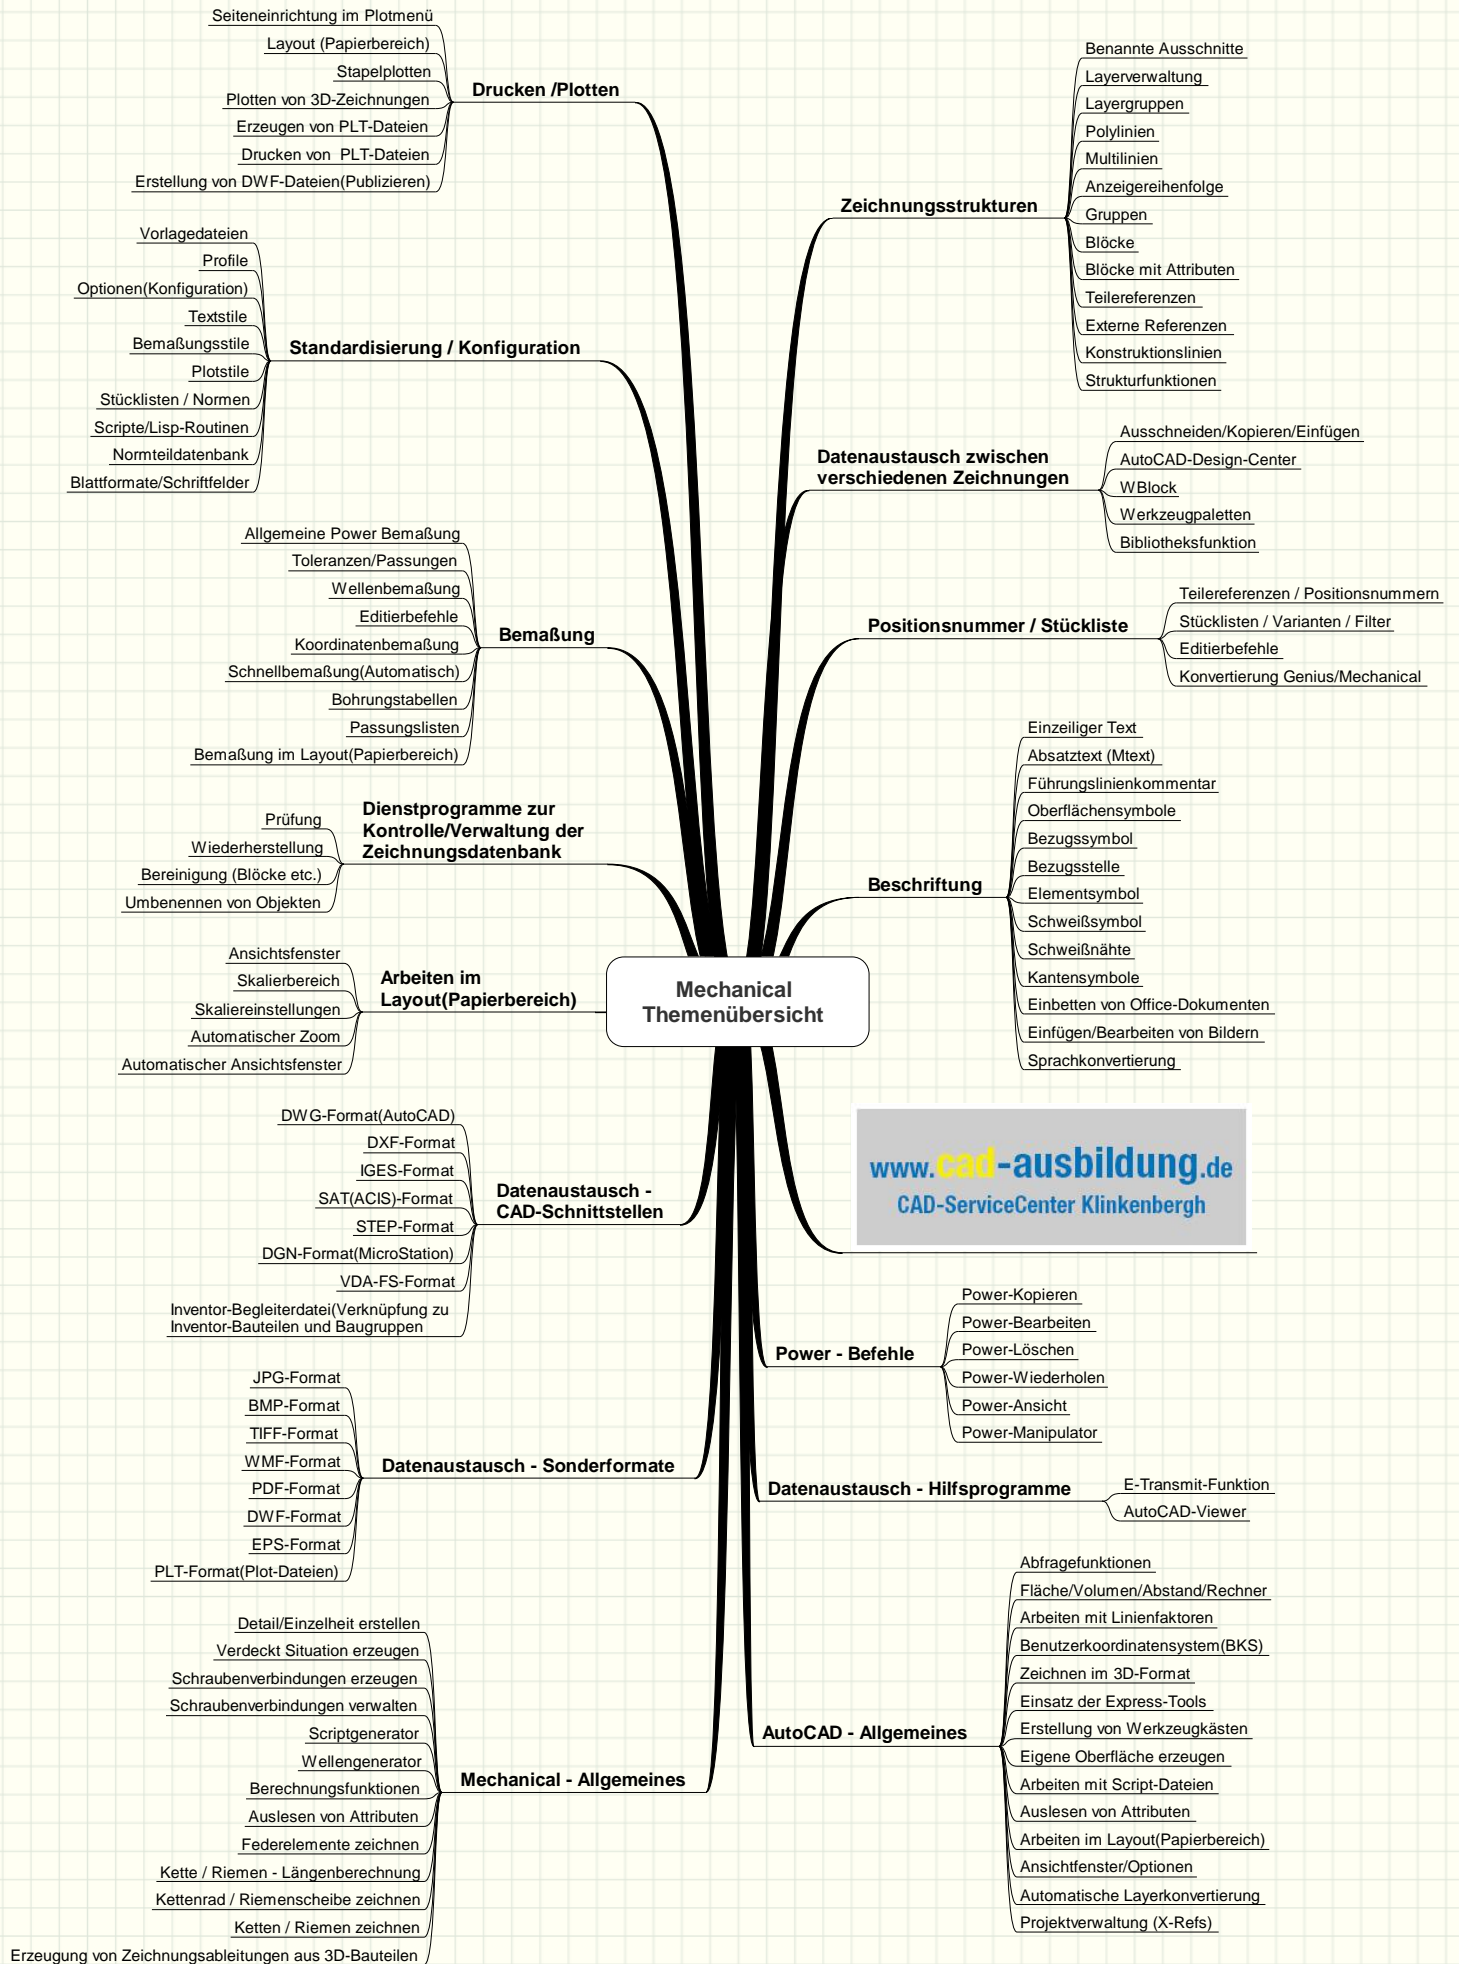 Mechanical
Themenübersicht
Drucken /Plotten
Seiteneinrichtung im Plotmenü
Layout (Papierbereich)
Stapelplotten
Plotten von 3D-Zeichnungen
Erzeugen von PLT-Dateien
Drucken von  PLT-Dateien
Erstellung von DWF-Dateien(Publizieren)
Standardisierung / Konfiguration
Vorlagedateien
Profile
Optionen(Konfiguration)
Textstile
Bemaßungsstile
Plotstile
Stücklisten / Normen
Scripte/Lisp-Routinen
Normteildatenbank
Blattformate/Schriftfelder
Bemaßung
Allgemeine Power Bemaßung
Toleranzen/Passungen
Wellenbemaßung
Editierbefehle
Koordinatenbemaßung
Schnellbemaßung(Automatisch)
Bohrungstabellen
Passungslisten
Bemaßung im Layout(Papierbereich)
Dienstprogramme zur
Kontrolle/Verwaltung der
Zeichnungsdatenbank
Prüfung
Wiederherstellung
Bereinigung (Blöcke etc.)
Umbenennen von Objekten
Arbeiten im
Layout(Papierbereich)
Ansichtsfenster
Skalierbereich
Skaliereinstellungen
Automatischer Zoom
Automatischer Ansichtsfenster
Datenaustausch -
CAD-Schnittstellen
DWG-Format(AutoCAD)
DXF-Format
IGES-Format
SAT(ACIS)-Format
STEP-Format
DGN-Format(MicroStation)
VDA-FS-Format
Inventor-Begleiterdatei(Verknüpfung zu
Inventor-Bauteilen und Baugruppen
Datenaustausch - Sonderformate
JPG-Format
BMP-Format
TIFF-Format
WMF-Format
PDF-Format
DWF-Format
EPS-Format
PLT-Format(Plot-Dateien)
Mechanical - Allgemeines
Detail/Einzelheit erstellen
Verdeckt Situation erzeugen
Schraubenverbindungen erzeugen
Schraubenverbindungen verwalten
Scriptgenerator
Wellengenerator
Berechnungsfunktionen
Auslesen von Attributen
Federelemente zeichnen
Kette / Riemen - Längenberechnung
Kettenrad / Riemenscheibe zeichnen
Ketten / Riemen zeichnen
Erzeugung von Zeichnungsableitungen aus 3D-Bauteilen
Zeichnungsstrukturen
Benannte Ausschnitte
Layerverwaltung
Layergruppen
Polylinien
Multilinien
Anzeigereihenfolge
Gruppen
Blöcke
Blöcke mit Attributen
Teilereferenzen
Externe Referenzen
Konstruktionslinien
Strukturfunktionen
Datenaustausch zwischen
verschiedenen Zeichnungen
Ausschneiden/Kopieren/Einfügen
AutoCAD-Design-Center
WBlock
Werkzeugpaletten
Bibliotheksfunktion
Positionsnummer / Stückliste
Teilereferenzen / Positionsnummern
Stücklisten / Varianten / Filter
Editierbefehle
Konvertierung Genius/Mechanical
Beschriftung
Einzeiliger Text
Absatztext (Mtext)
Führungslinienkommentar
Oberflächensymbole
Bezugssymbol
Bezugsstelle
Elementsymbol
Schweißsymbol
Schweißnähte
Kantensymbole
Einbetten von Office-Dokumenten
Einfügen/Bearbeiten von Bildern
Sprachkonvertierung
www.cad-ausbildung.de
CAD-ServiceCenter Klinkenbergh
Power - Befehle
Power-Kopieren
Power-Bearbeiten
Power-Löschen
Power-Wiederholen
Power-Ansicht
Power-Manipulator
Datenaustausch - Hilfsprogramme
E-Transmit-Funktion
AutoCAD-Viewer
AutoCAD - Allgemeines
Abfragefunktionen
Fläche/Volumen/Abstand/Rechner
Arbeiten mit Linienfaktoren
Benutzerkoordinatensystem(BKS)
Zeichnen im 3D-Format
Einsatz der Express-Tools
Erstellung von Werkzeugkästen
Eigene Oberfläche erzeugen
Arbeiten mit Script-Dateien
Auslesen von Attributen
Arbeiten im Layout(Papierbereich)
Ansichtfenster/Optionen
Automatische Layerkonvertierung
Projektverwaltung (X-Refs)